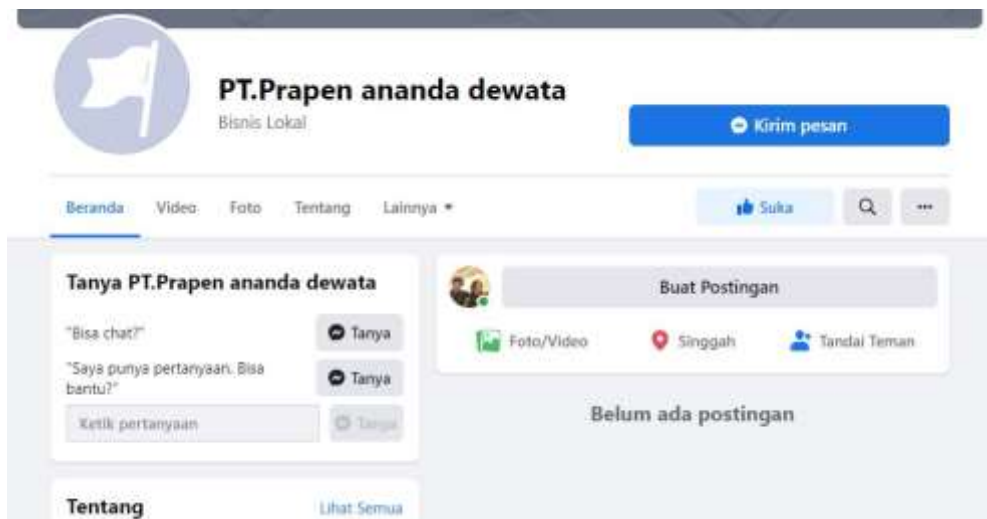 PT.Prapen ananda dewata
Bisnis Lokal
Kirim pesan
Beranda Video Foto Tentang Lainnya
Suka
Tanya PT.Prapen ananda dewata
"Bisa chat?"
Tanya
"Saya punya pertanyaan. Bisa
bantu?"
Tanya
Ketik pertanyaan
Tanya
Buat Postingan
Foto/Video
Singgah
Tandai Teman
Belum ada postingan
Tentang
Lihat Semua